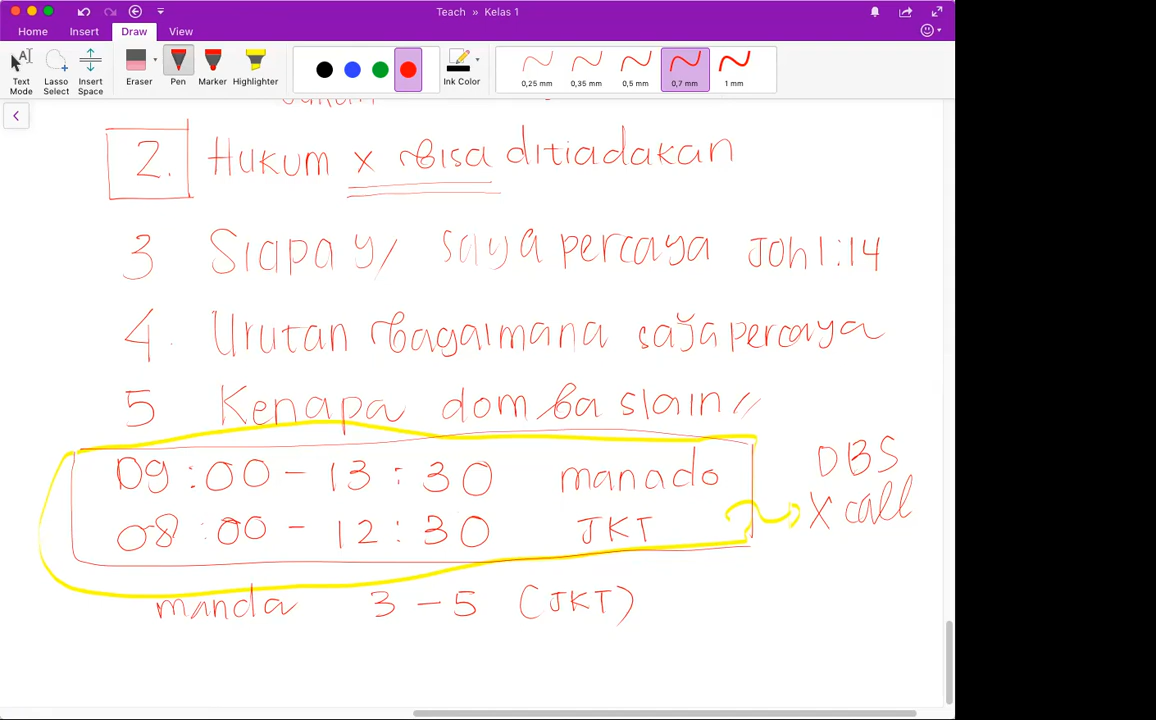 Teach » Kelas 1
Home Insert Draw View
Text Mode
Lasso Select
Insert Space
Eraser
Pen
Marker
Highlighter
Ink Color
0,25 mm
0,35 mm
0,5 mm
0,7 mm
1 mm
2. Hukum x bisa ditiadakan
3 Siapa y/ saya percaya Joh 1:14
4. Urutan bagaimana saya percaya
5 Kenapa domba slain //
09:00 - 13:30 manado
08:00 - 12:30 JKT
DBS
X call
manda 3 - 5 (JKT)